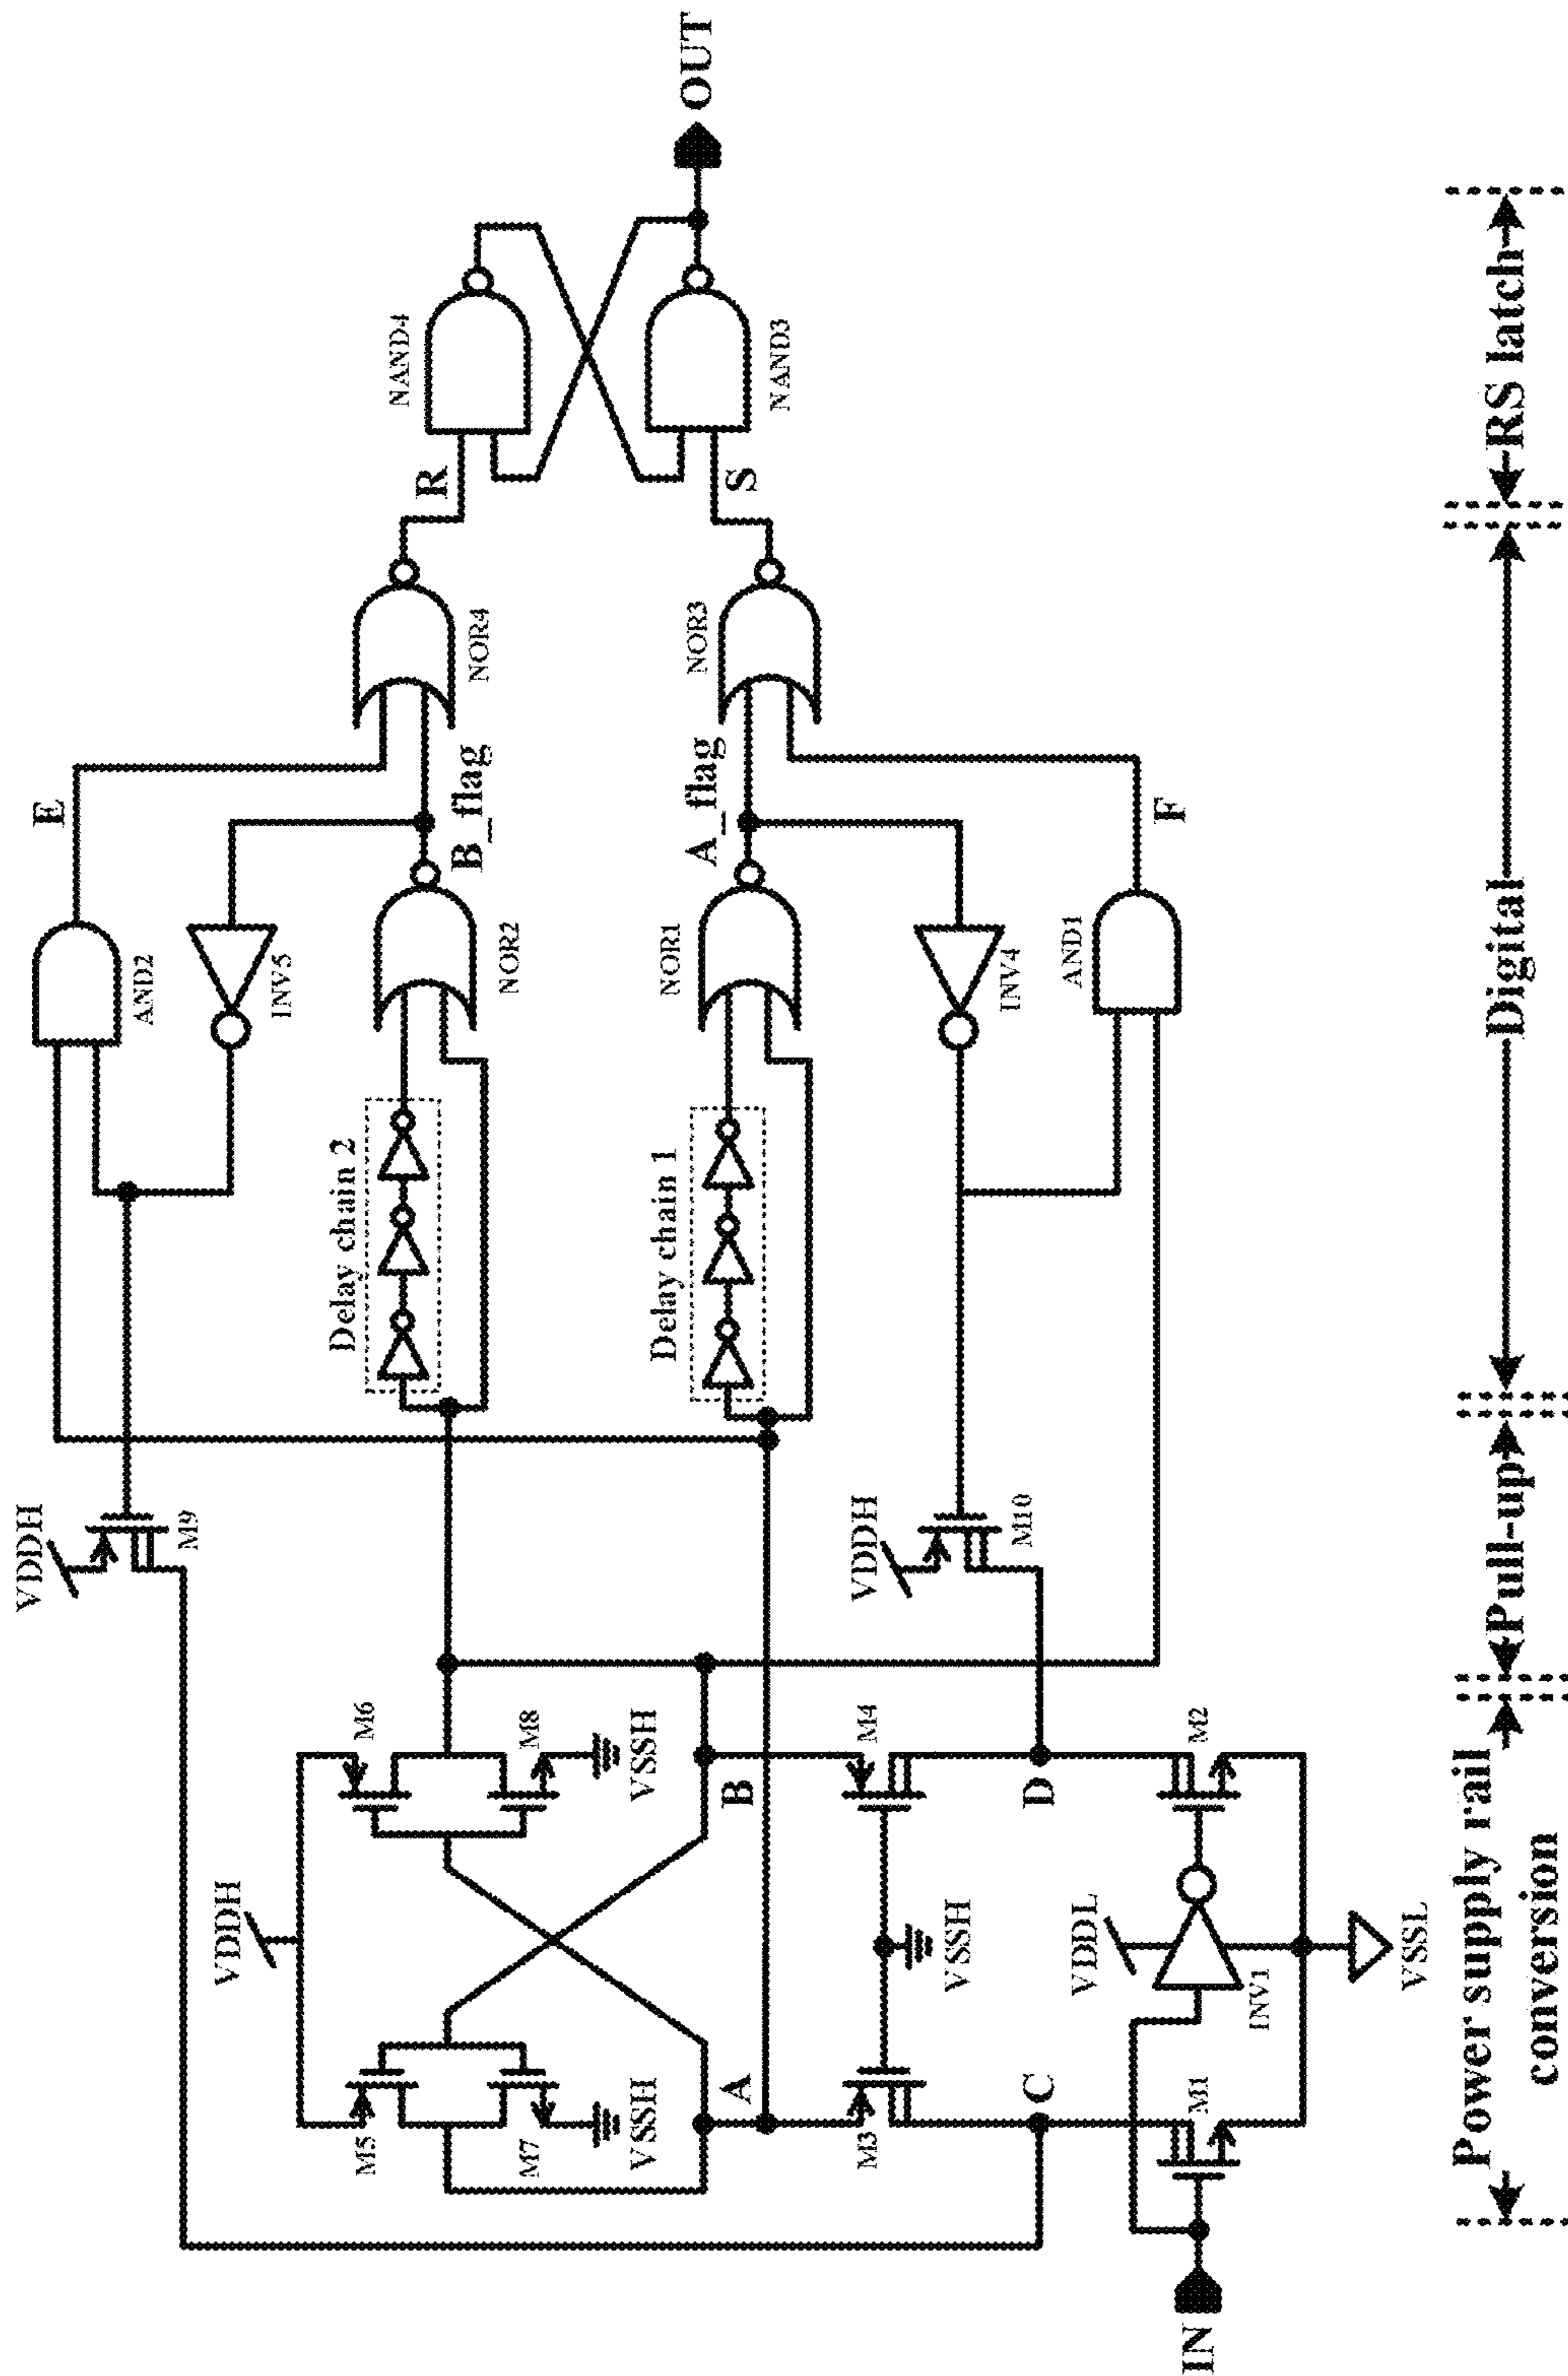 IN
VDDH
M9
VDDH
M5
M6
M7
M8
VSSH
VSSH
A
B
M3
M4
VSSH
C
D
M1
M2
VDDL
INV1
VSSL
VDDH
M10
Delay chain 2
Delay chain 1
AND2
INV5
NOR2
NOR1
INV4
AND1
E
B_flag
A_flag
F
NOR4
NOR3
R
S
NAND4
NAND3
OUT
Power supply rail
conversion
Pull-up
Digital
RS latch